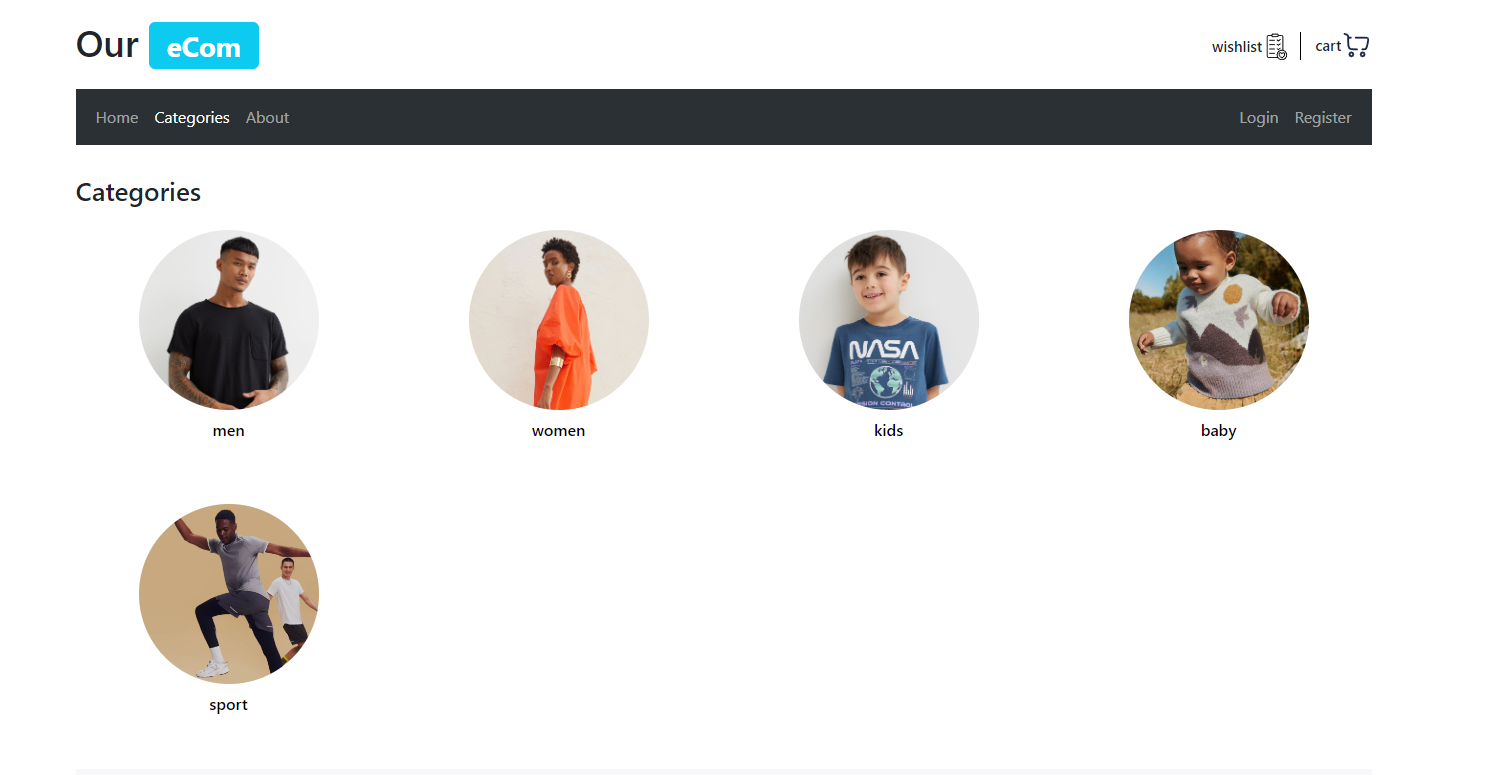 Our eCom
wishlist cart
Home Categories About Login Register
Categories
NASA
men women kids baby
sport